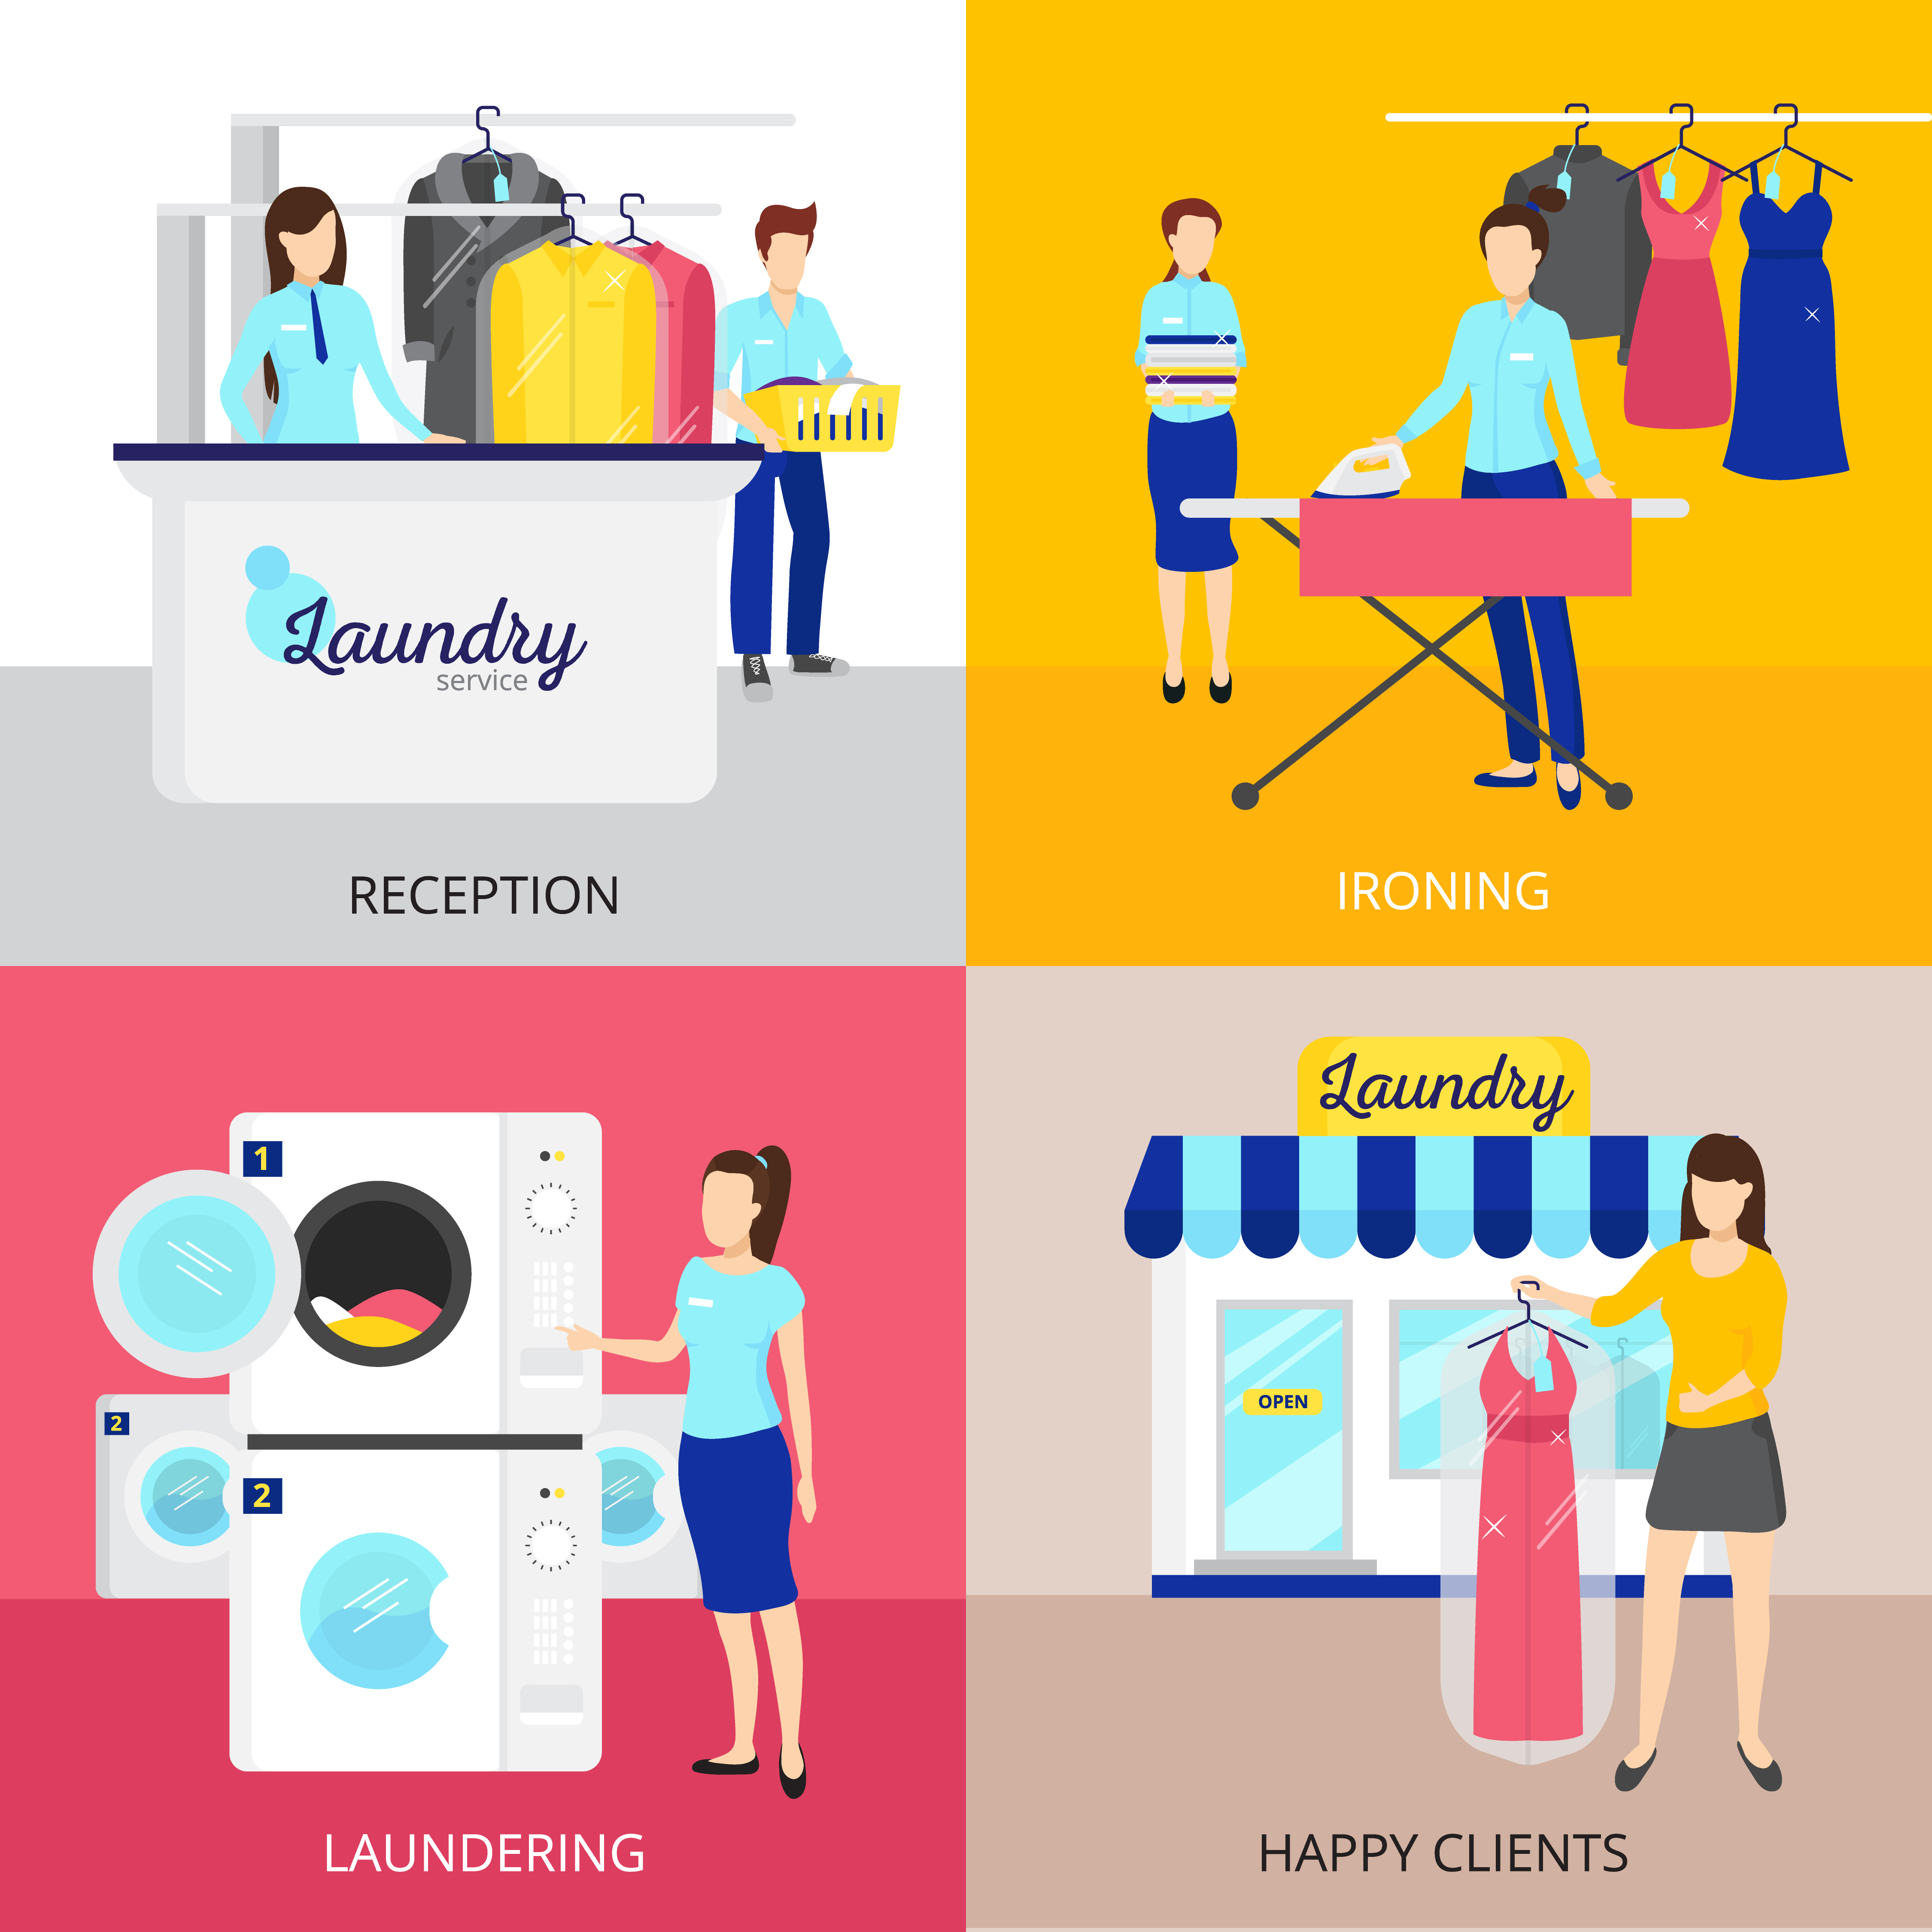 Laundry
service
RECEPTION
IRONING
1
2
2
LAUNDERING
Laundry
OPEN
HAPPY CLIENTS